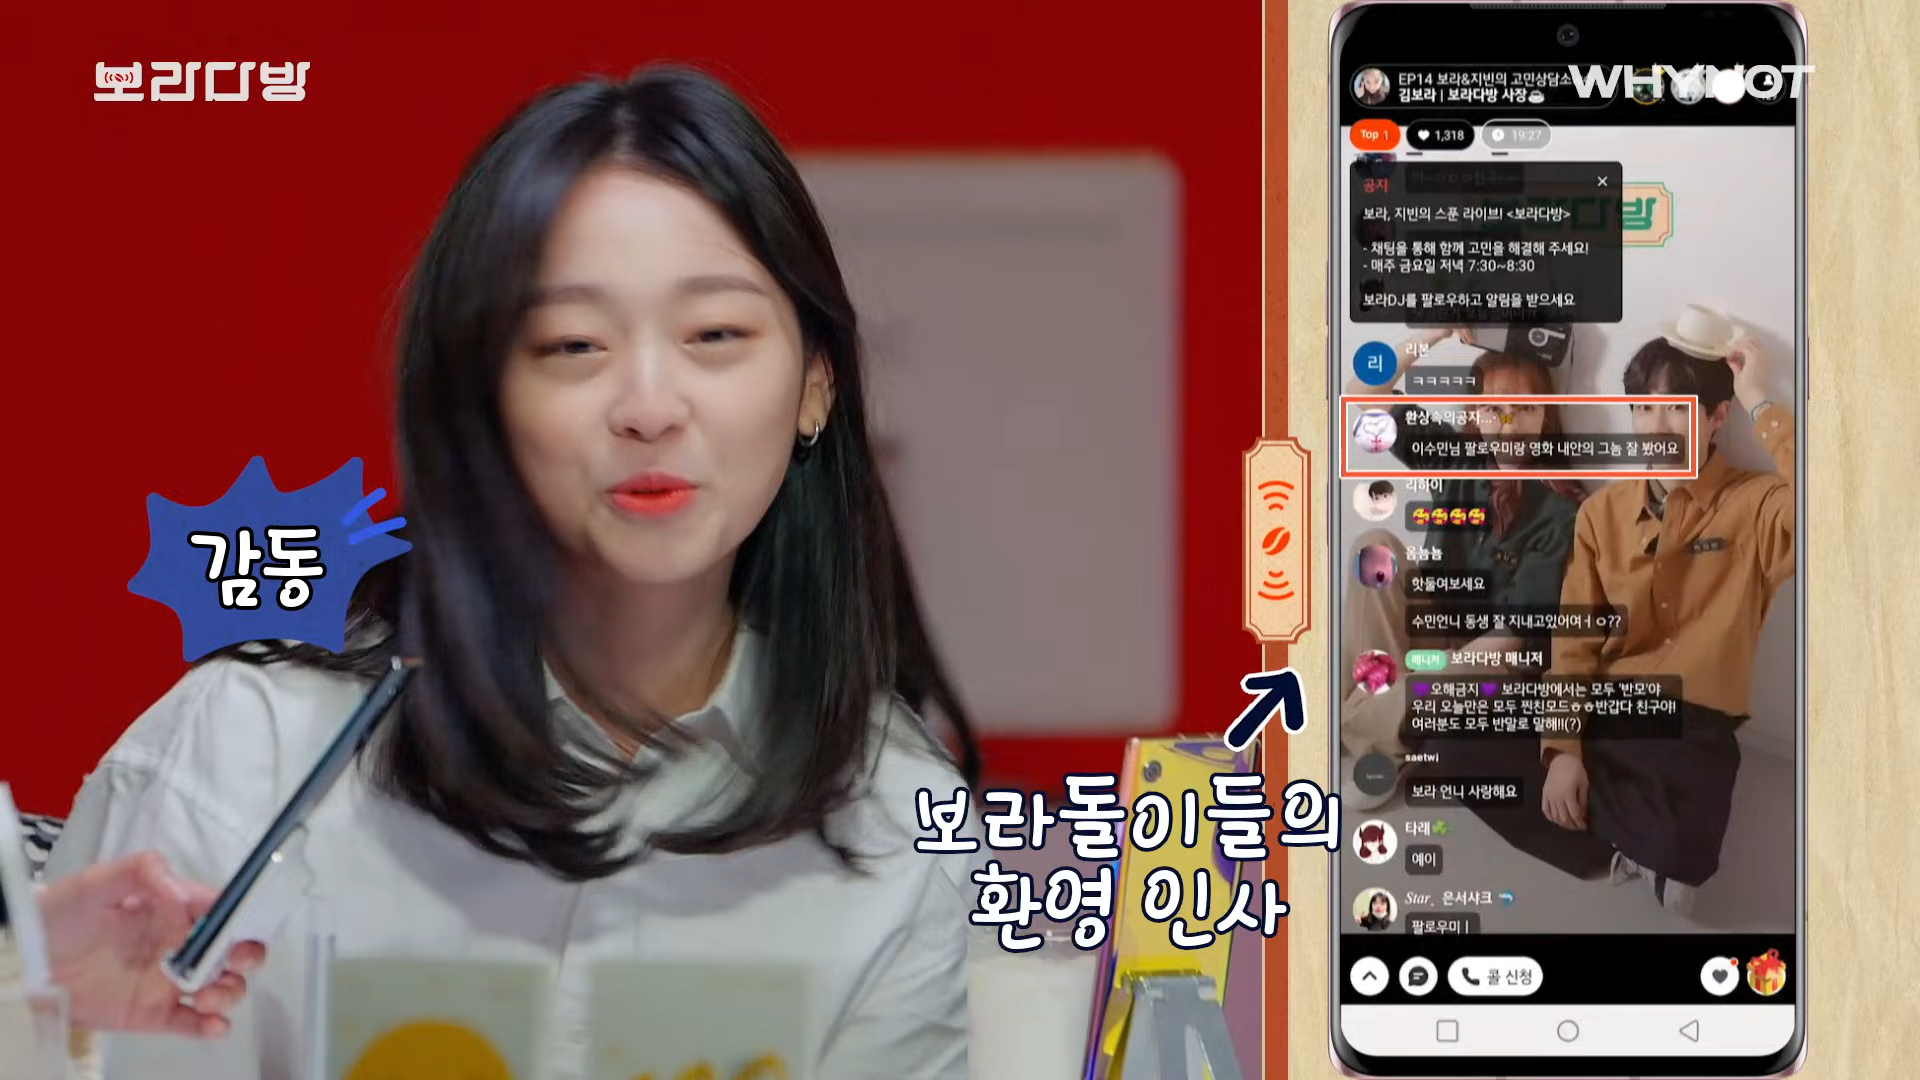 보라다방
감동
보라돌이들의
환영 인사
WHYNOT
EP14 보라&지빈의 고민상담소
김보라 | 보라다방 사장
Top 1
1,318
19:27
공지
보라, 지빈의 스푼 라이브! <보라다방>
- 채팅을 통해 함께 고민을 해결해 주세요!
- 매주 금요일 저녁 7:30~8:30
보라DJ를 팔로우하고 알림을 받으세요
리본
리
ㅋㅋㅋㅋㅋ
환상속의공자...
이수민님 팔로우미랑 영화 내안의 그놈 잘 봤어요
리하이
🥰🥰🥰🥰
옴뇸뇸
핫둘여보세요
수민언니 동생 잘 지내고있어여ㅕㅇ??
매니저 보라다방 매니저
💜오해금지💜 보라다방에서는 모두 '반모'야
우리 오늘만은 모두 찐친모드ㅎㅎ반갑다 친구야!
여러분도 모두 반말로 말해!!(?)
saetwi
보라 언니 사랑해요
타래☘️
예이
Star. 은서샤크
팔로우미ㅣ
콜 신청